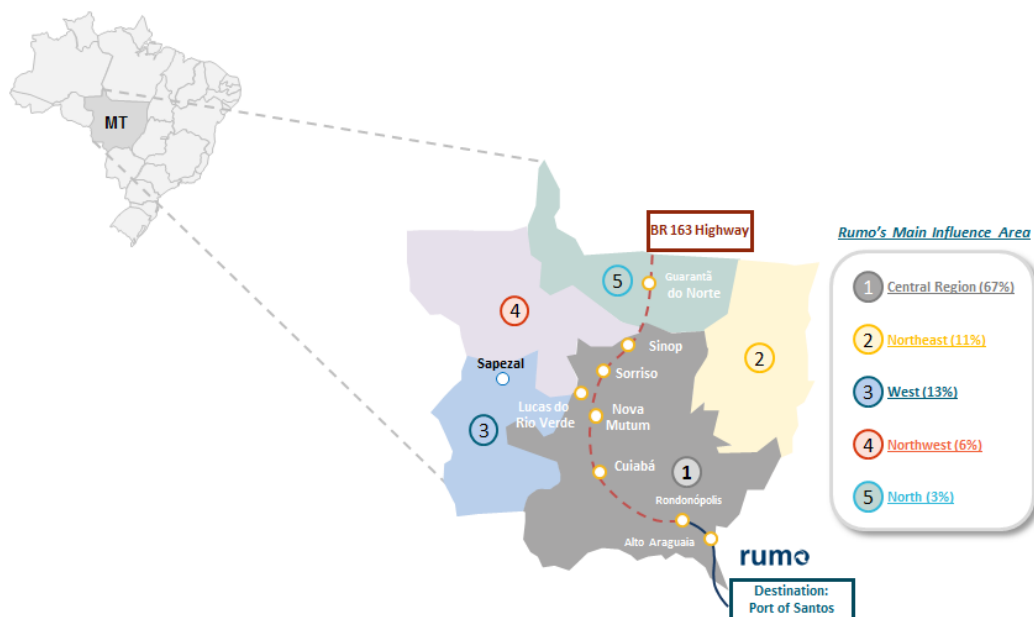 MT
BR 163 Highway
Guarantã
do Norte
5
4
Sinop
2
Sapezal
Sorriso
Lucas do
Rio Verde
Nova
Mutum
3
Cuiabá
1
Rondonópolis
Alto Araguaia
rumo
Destination:
Port of Santos
Rumo's Main Influence Area
1 Central Region (67%)
2 Northeast (11%)
3 West (13%)
4 Northwest (6%)
5 North (3%)